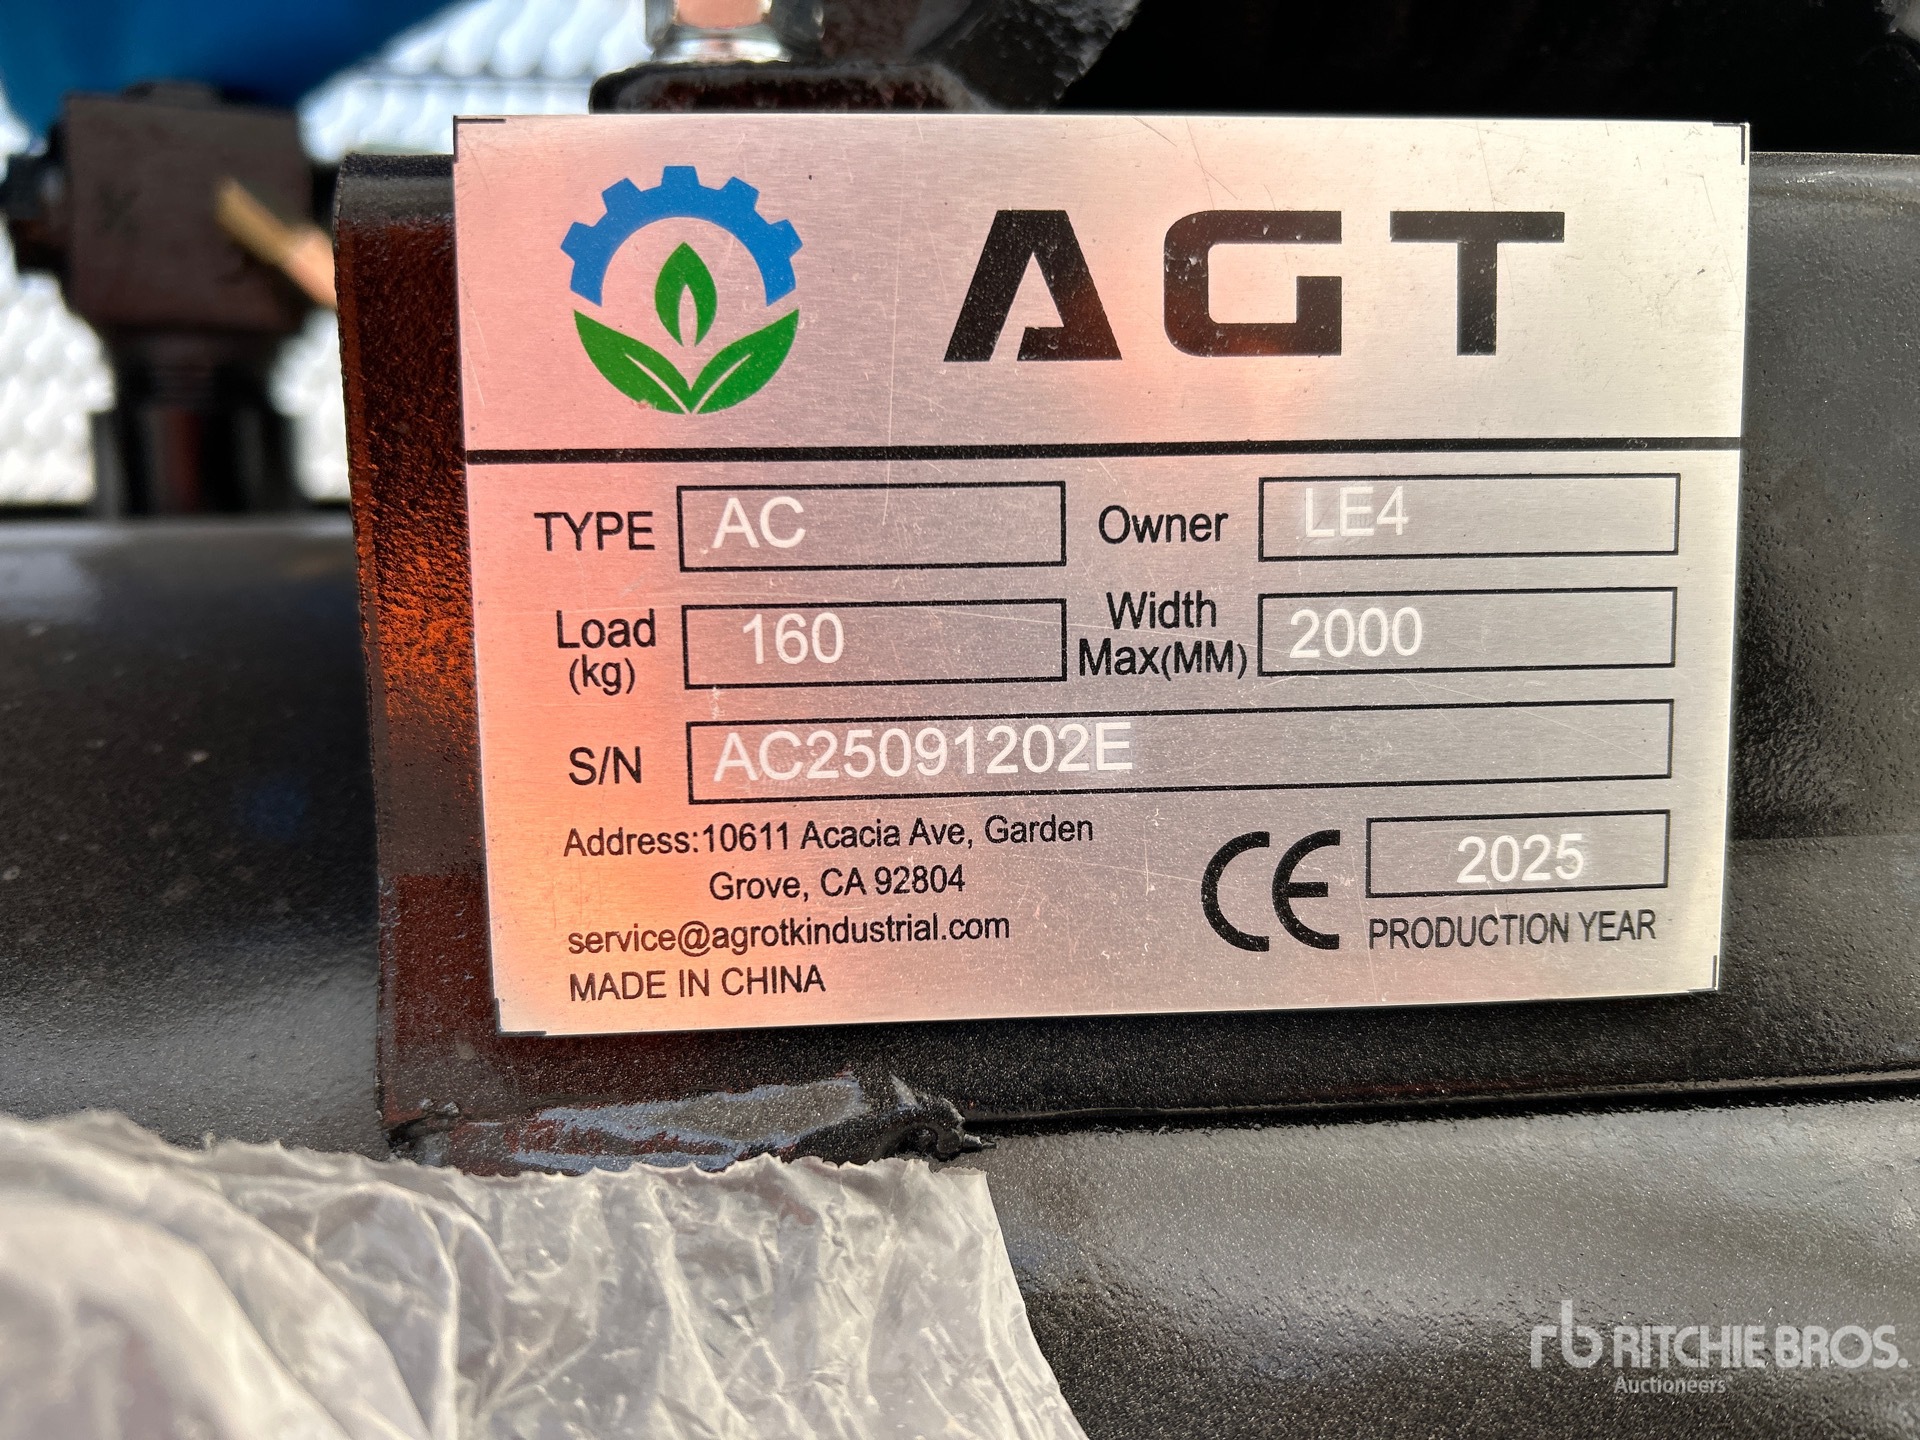 AGT
TYPE AC Owner LE4
Load (kg) 160 Width Max(MM) 2000
S/N AC25091202E
Address:10611 Acacia Ave, Garden
Grove, CA 92804
service@agrotkindustrial.com
MADE IN CHINA
CE 2025
PRODUCTION YEAR
rb RITCHIE BROS.
Auctioneers